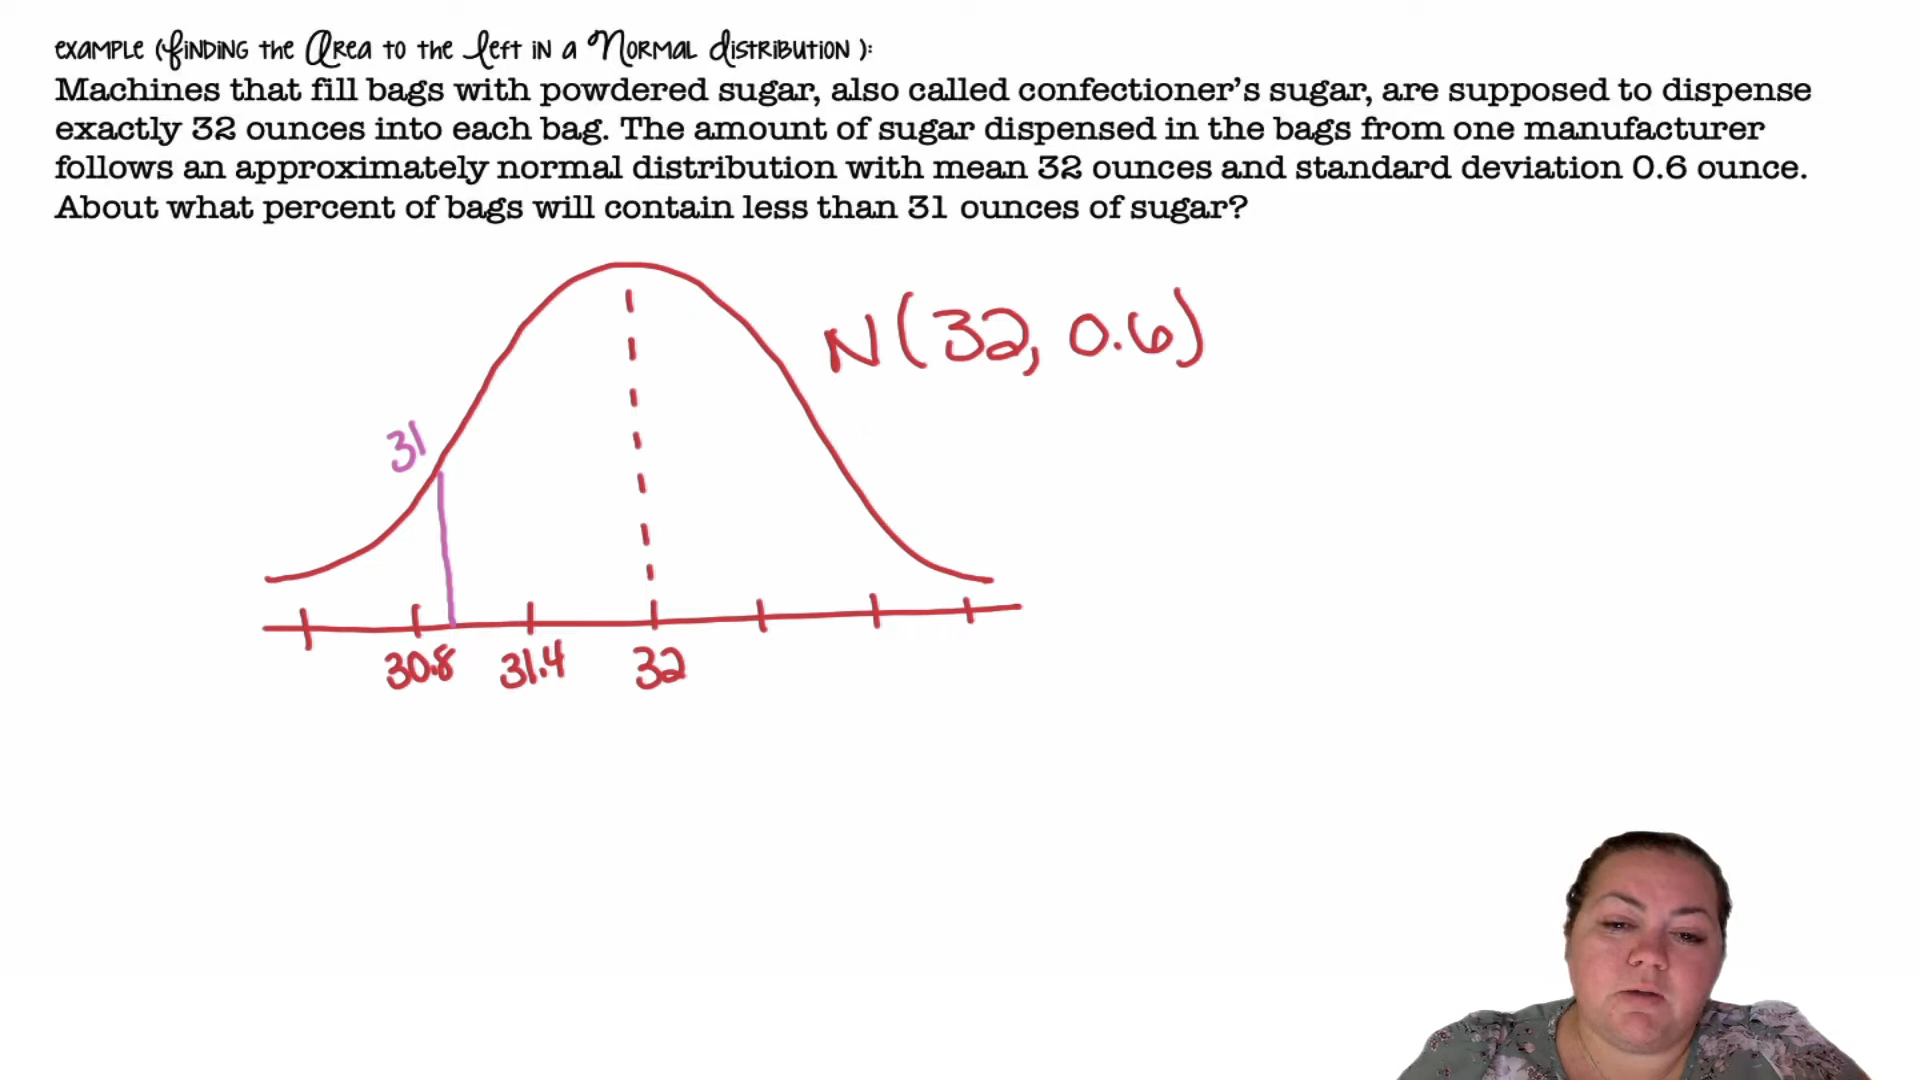 example (Finding the Area to the Left in a Normal Distribution ):
Machines that fill bags with powdered sugar, also called confectioner's sugar, are supposed to dispense
exactly 32 ounces into each bag. The amount of sugar dispensed in the bags from one manufacturer
follows an approximately normal distribution with mean 32 ounces and standard deviation 0.6 ounce.
About what percent of bags will contain less than 31 ounces of sugar?
N(32, 0.6)
31
30.8 31.4 32